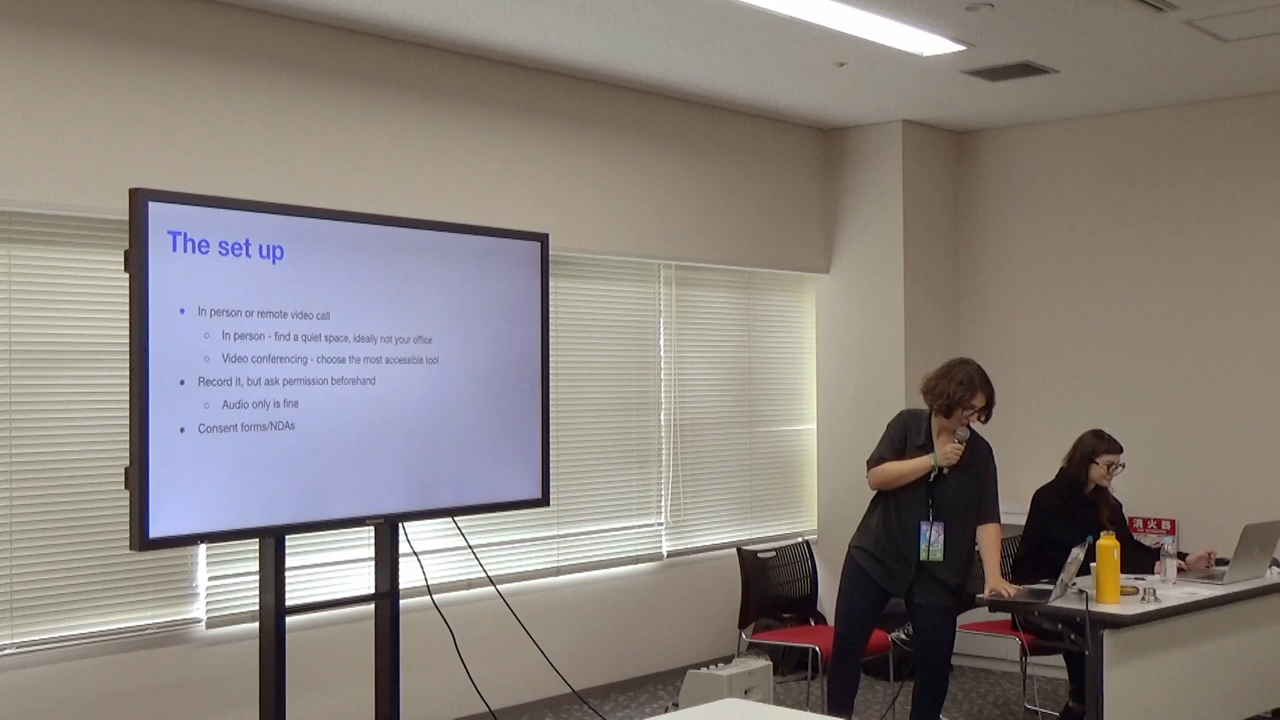 The set up
In person or remote video call
In person - find a quiet space, ideally not your office
Video conferencing - choose the most accessible tool
Record it, but ask permission beforehand
Audio only is fine
Consent forms/NDAs
Panasonic
消火器